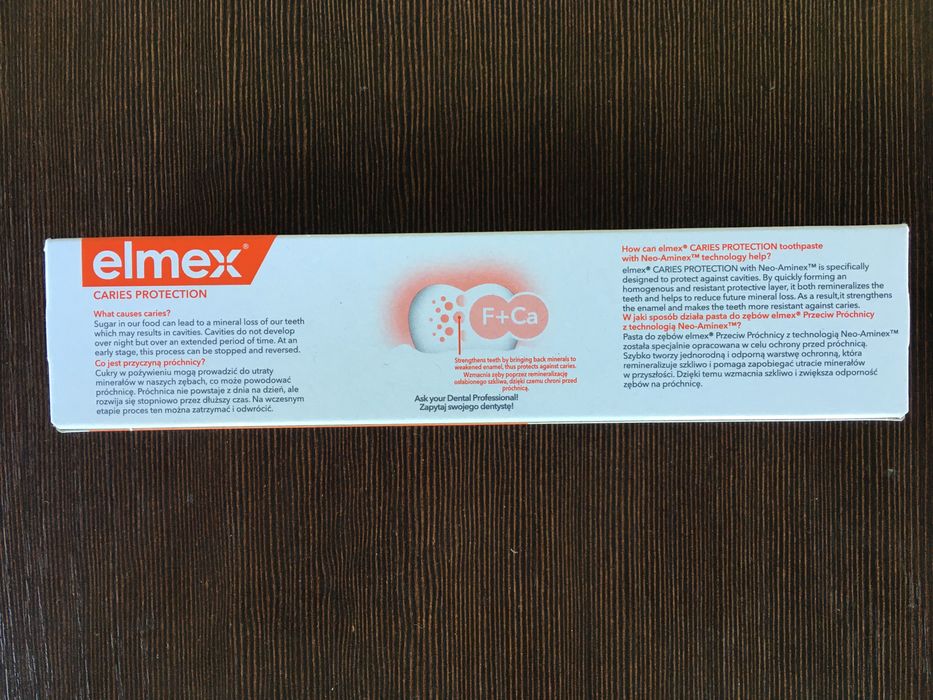 elmex®
CARIES PROTECTION
What causes caries?
Sugar in our food can lead to a mineral loss of our teeth
which may results in cavities. Cavities do not develop
over night but over an extended period of time. At an
early stage, this process can be stopped and reversed.
Co jest przyczyną próchnicy?
Cukry w pożywieniu mogą prowadzić do utraty
minerałów w naszych zębach, co może powodować
próchnicę. Próchnica nie powstaje z dnia na dzień, ale
rozwija się stopniowo przez dłuższy czas. Na wczesnym
etapie proces ten można zatrzymać i odwrócić.
F+Ca
Strengthens teeth by bringing back minerals to
weakened enamel, thus protects against caries.
Wzmacnia zęby poprzez remineralizację
osłabionego szkliwa, dzięki czemu chroni przed
próchnicą.
Ask your Dental Professional!
Zapytaj swojego dentystę!
How can elmex® CARIES PROTECTION toothpaste
with Neo-Aminex™ technology help?
elmex® CARIES PROTECTION with Neo-Aminex™ is specifically
designed to protect against cavities. By quickly forming an
homogenous and resistant protective layer, it both remineralizes the
teeth and helps to reduce future mineral loss. As a result,it strengthens
the enamel and makes the teeth more resistant against caries.
W jaki sposób działa pasta do zębów elmex® Przeciw Próchnicy
z technologią Neo-Aminex™?
Pasta do zębów elmex® Przeciw Próchnicy z technologią Neo-Aminex™
została specjalnie opracowana w celu ochrony przed próchnicą.
Szybko tworzy jednorodną i odporną warstwę ochronną, która
remineralizuje szkliwo i pomaga zapobiegać utracie minerałów
w przyszłości. Dzięki temu wzmacnia szkliwo i zwiększa odporność
zębów na próchnicę.